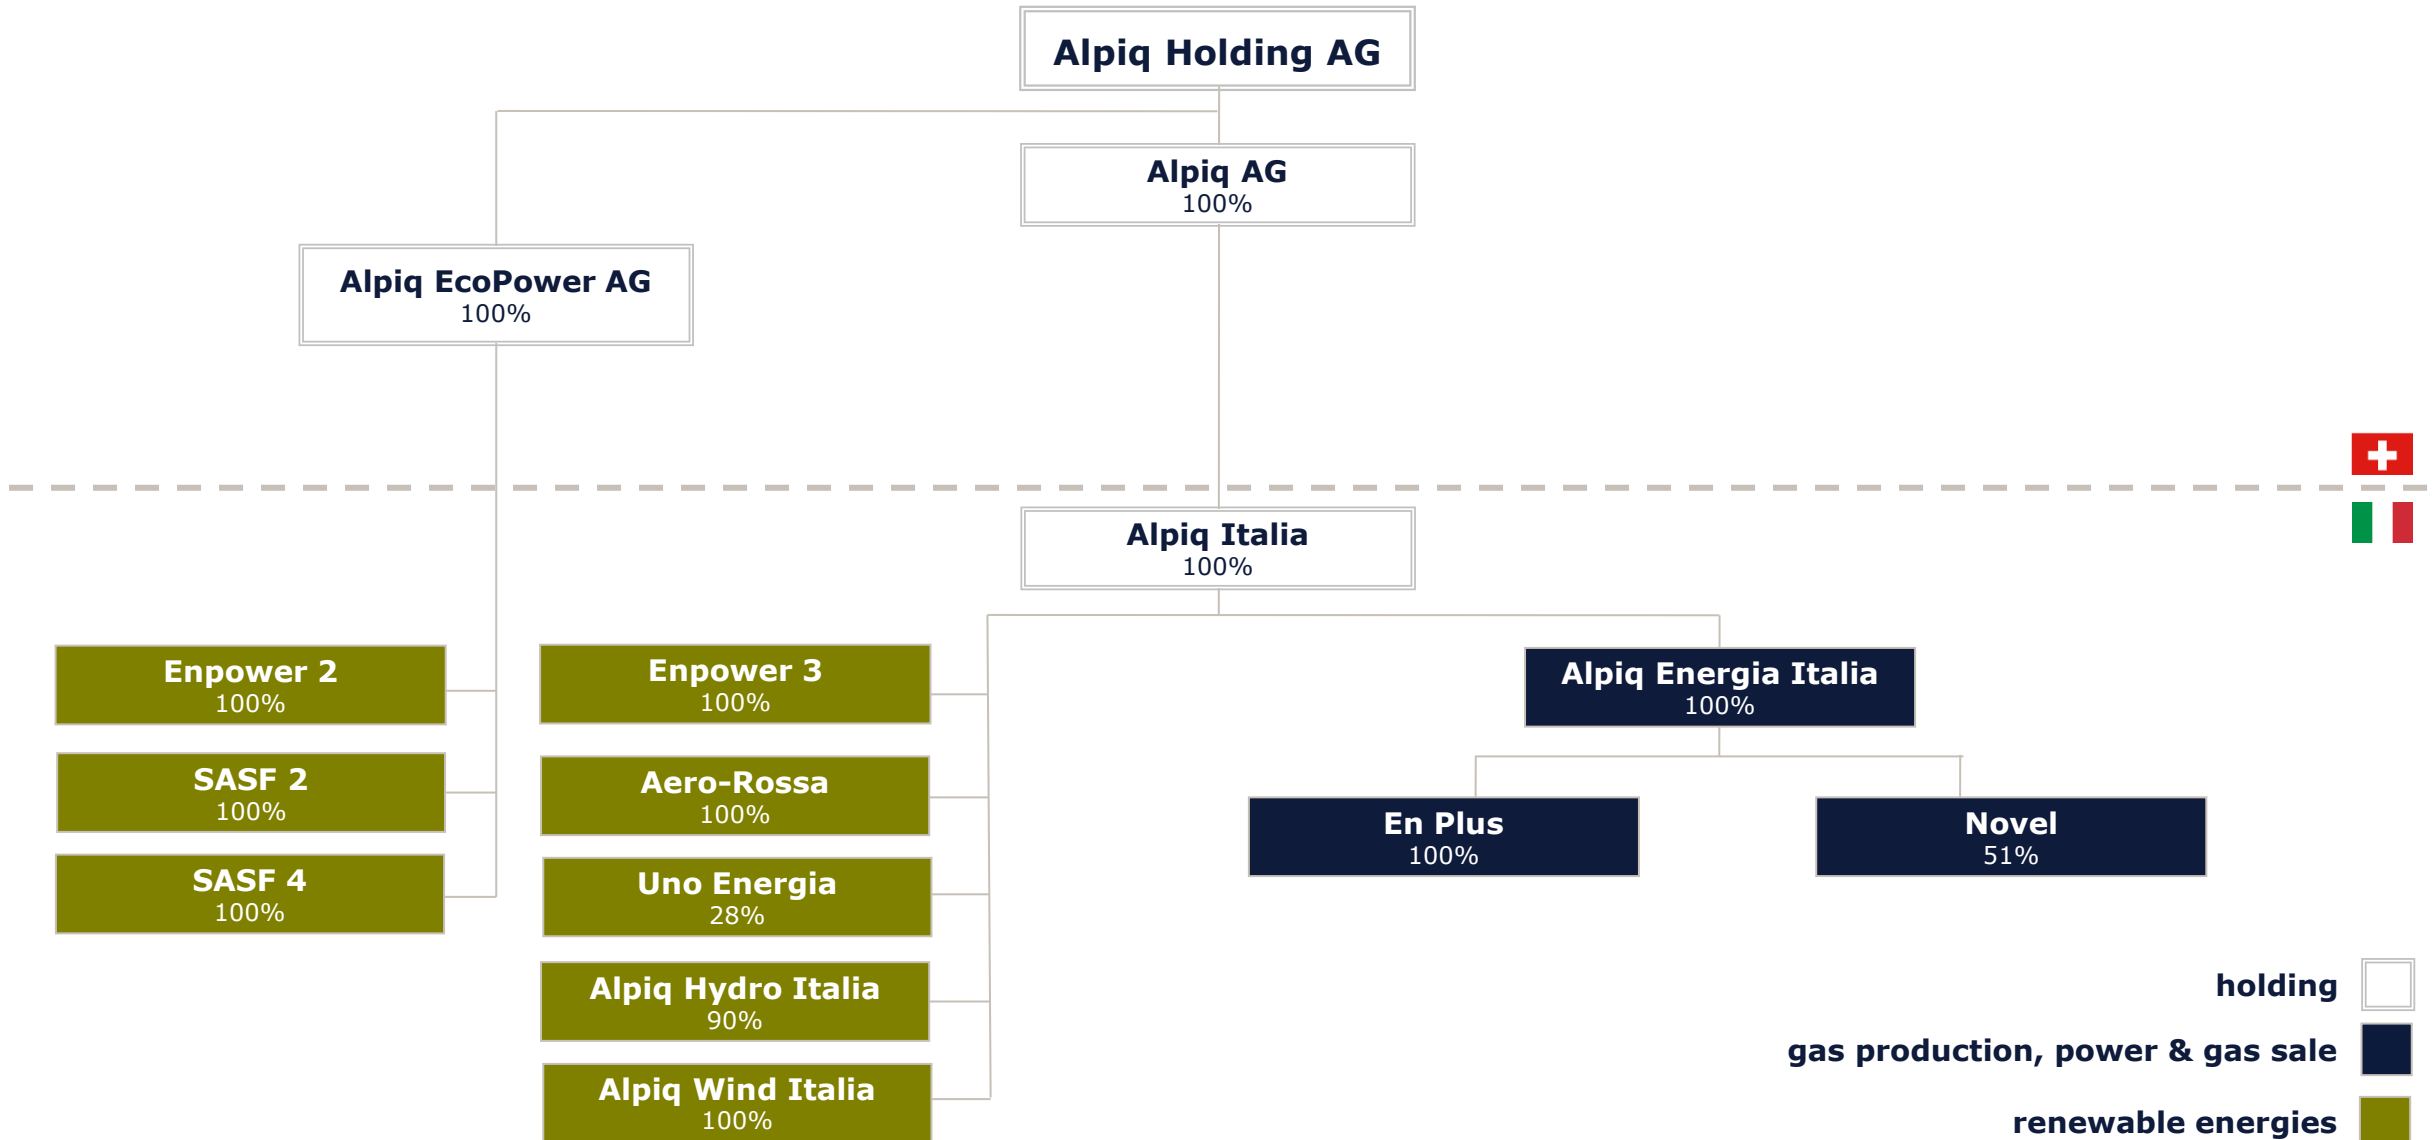 Alpiq Holding AG
Alpiq AG
100%
Alpiq EcoPower AG
100%
Alpiq Italia
100%
Enpower 2
100%
SASF 2
100%
SASF 4
100%
Enpower 3
100%
Aero-Rossa
100%
Uno Energia
28%
Alpiq Hydro Italia
90%
Alpiq Wind Italia
100%
Alpiq Energia Italia
100%
En Plus
100%
Novel
51%
holding
gas production, power & gas sale
renewable energies